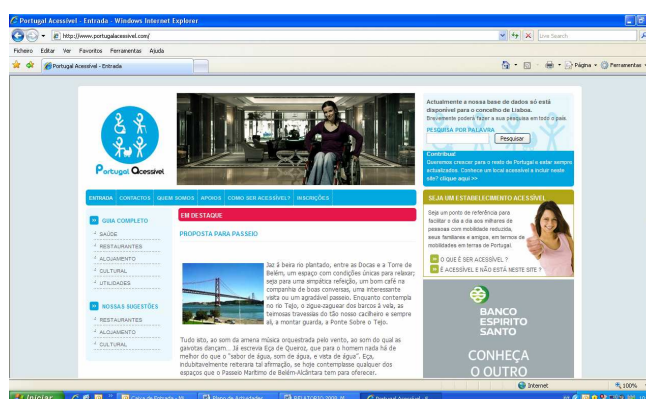 Portugal Acessível - Entrada - Windows Internet Explorer
http://www.portugalacessivel.com/
Live Search
Ficheiro Editar Ver Favoritos Ferramentas Ajuda
Portugal Acessível - Entrada
Página Ferramentas
Portugal Acessível
Actualmente a nossa base de dados só está
disponível para o concelho de Lisboa.
Brevemente poderá fazer a sua pesquisa em todo o país.
PESQUISA POR PALAVRA
Pesquisar
Contribua!
Queremos crescer para o resto de Portugal e estar sempre
actualizados. Conhece um local acessível a incluir neste
site? clique aqui >>
ENTRADA CONTACTOS QUEM SOMOS APOIOS COMO SER ACESSÍVEL? INSCRIÇÕES
GUIA COMPLETO
SAÚDE
RESTAURANTES
ALOJAMENTO
CULTURAL
UTILIDADES
NOSSAS SUGESTÕES
RESTAURANTES
ALOJAMENTO
CULTURAL
EM DESTAQUE
PROPOSTA PARA PASSEIO
Jaz à beira rio plantado, entre as Docas e a Torre de
Belém, um espaço com condições únicas para relaxar;
seja para uma simpática refeição, um bom café na
companhia de boas conversas, uma interessante
visita ou um agradável passeio. Enquanto contempla
no rio Tejo, o zigue-zaguear dos barcos à vela, as
teimosas travessias do tão nosso cacilheiro e sempre
aí, a montar guarda, a Ponte Sobre o Tejo.
Tudo isto, ao som da amena música orquestrada pelo vento, ao som do qual as
gaivotas dançam... Já escrevia Eça de Queiroz, que para o homem nada há de
melhor do que o "sabor de água, som de água, e vista de água". Eça,
indubitavelmente reiterara tal afirmação, se hoje contemplasse qualquer dos
espaços que o Passeio Marítimo de Belém-Alcântara tem para oferecer.
SEJA UM ESTABELECIMENTO ACESSÍVEL
Seja um ponto de referência para
facilitar o dia a dia aos milhares de
pessoas com mobilidade reduzida,
seus familiares e amigos, em termos de
mobilidades em terras de Portugal.
O QUE É SER ACESSÍVEL ?
É ACESSÍVEL E NÃO ESTÁ NESTE SITE ?
BANCO
ESPIRITO
SANTO
CONHEÇA
O OUTRO
Internet
100%
Iniciar
Caixa de Entrada - Mi...
Plano de Actividades...
RELATORIO 2008 M...